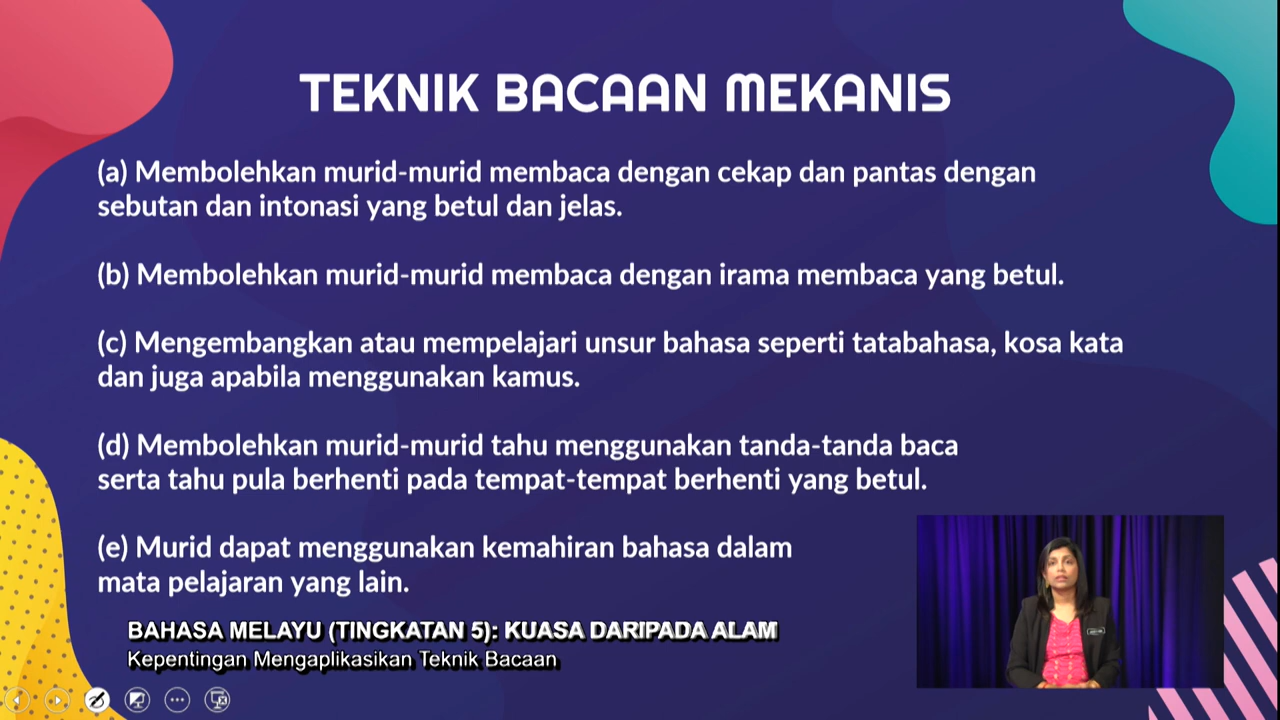 TEKNIK BACAAN MEKANIS
(a) Membolehkan murid-murid membaca dengan cekap dan pantas dengan
sebutan dan intonasi yang betul dan jelas.
(b) Membolehkan murid-murid membaca dengan irama membaca yang betul.
(c) Mengembangkan atau mempelajari unsur bahasa seperti tatabahasa, kosa kata
dan juga apabila menggunakan kamus.
(d) Membolehkan murid-murid tahu menggunakan tanda-tanda baca
serta tahu pula berhenti pada tempat-tempat berhenti yang betul.
(e) Murid dapat menggunakan kemahiran bahasa dalam
mata pelajaran yang lain.
BAHASA MELAYU (TINGKATAN 5): KUASA DARIPADA ALAM
Kepentingan Mengaplikasikan Teknik Bacaan